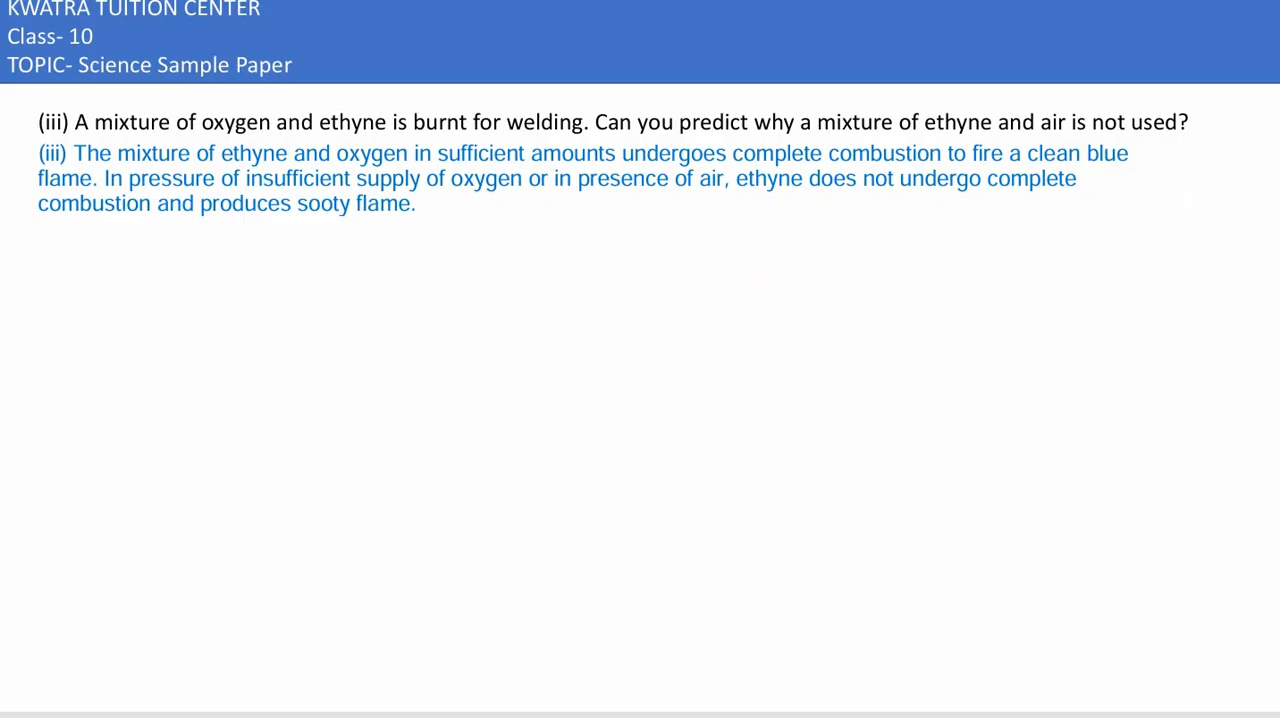 KWATRA TUITION CENTER
Class- 10
TOPIC- Science Sample Paper
(iii) A mixture of oxygen and ethyne is burnt for welding. Can you predict why a mixture of ethyne and air is not used?
(iii) The mixture of ethyne and oxygen in sufficient amounts undergoes complete combustion to fire a clean blue
flame. In pressure of insufficient supply of oxygen or in presence of air, ethyne does not undergo complete
combustion and produces sooty flame.